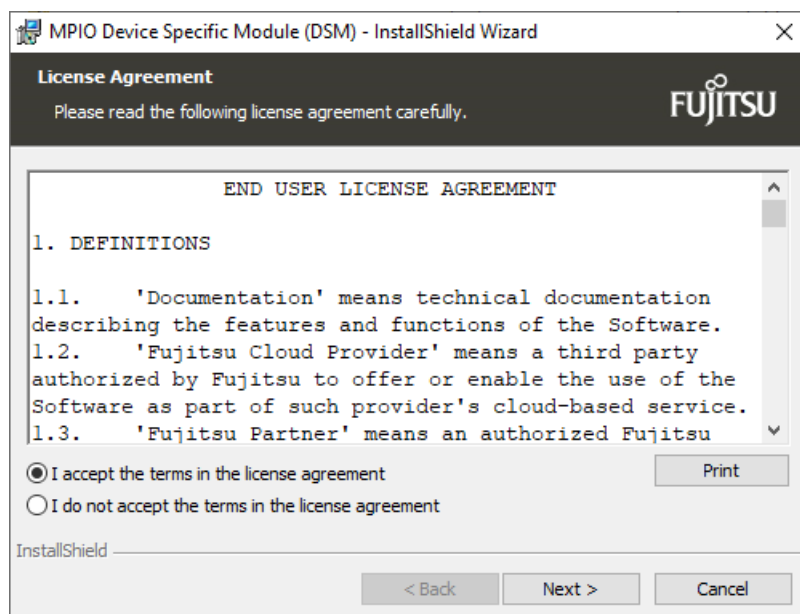 MPIO Device Specific Module (DSM) - InstallShield Wizard
License Agreement
Please read the following license agreement carefully.
FUJITSU
END USER LICENSE AGREEMENT
1. DEFINITIONS
1.1. 'Documentation' means technical documentation
describing the features and functions of the Software.
1.2. 'Fujitsu Cloud Provider' means a third party
authorized by Fujitsu to offer or enable the use of the
Software as part of such provider's cloud-based service.
1.3. 'Fujitsu Partner' means an authorized Fujitsu
I accept the terms in the license agreement
Print
I do not accept the terms in the license agreement
InstallShield
< Back
Next >
Cancel